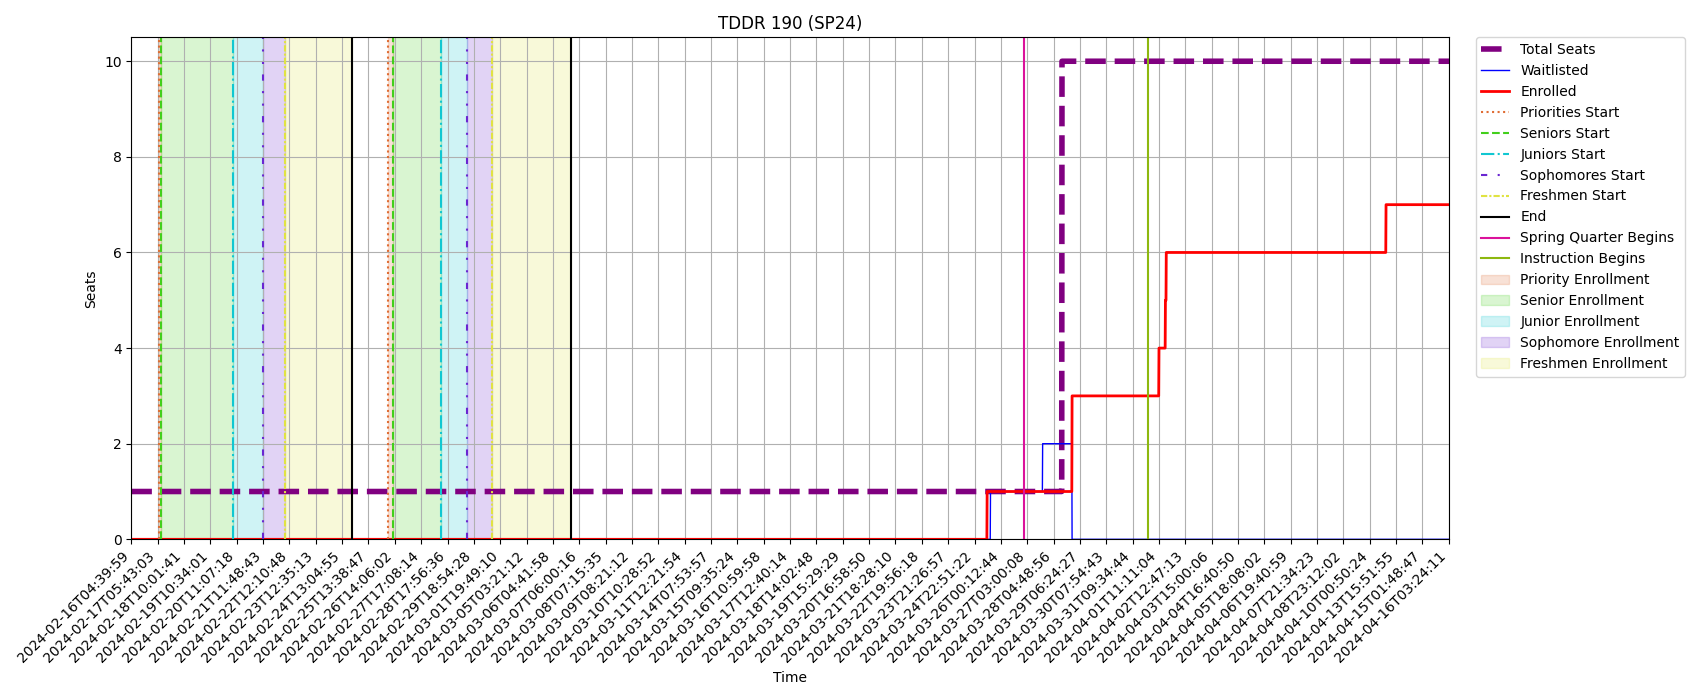 TDDR 190 (SP24)
10
8
6
4
2
0
Seats
2024-02-16T04:39:59
2024-02-17T05:43:03
2024-02-18T10:01:41
2024-02-19T10:34:01
2024-02-20T11:07:18
2024-02-21T11:48:43
2024-02-22T12:10:48
2024-02-23T12:35:13
2024-02-24T13:04:55
2024-02-25T13:38:47
2024-02-26T14:06:02
2024-02-27T17:08:14
2024-02-28T17:56:36
2024-02-29T18:54:28
2024-03-01T19:49:10
2024-03-05T03:21:12
2024-03-06T04:41:58
2024-03-07T06:00:16
2024-03-08T07:15:35
2024-03-09T08:21:12
2024-03-10T10:28:52
2024-03-11T12:21:54
2024-03-14T07:53:57
2024-03-15T09:35:24
2024-03-16T10:59:58
2024-03-17T12:40:14
2024-03-18T14:02:48
2024-03-19T15:29:29
2024-03-20T16:58:50
2024-03-21T18:28:10
2024-03-22T19:56:18
2024-03-23T21:26:57
2024-03-24T22:51:22
2024-03-26T00:12:44
2024-03-27T03:00:08
2024-03-28T04:48:56
2024-03-29T06:24:27
2024-03-30T07:54:43
2024-03-31T09:34:44
2024-04-01T11:11:04
2024-04-02T12:47:13
2024-04-03T15:00:06
2024-04-04T16:40:50
2024-04-05T18:08:02
2024-04-06T19:40:59
2024-04-07T21:34:23
2024-04-08T23:12:02
2024-04-10T00:50:24
2024-04-13T15:51:55
2024-04-15T01:48:47
2024-04-16T03:24:11
Time
Total Seats
Waitlisted
Enrolled
Priorities Start
Seniors Start
Juniors Start
Sophomores Start
Freshmen Start
End
Spring Quarter Begins
Instruction Begins
Priority Enrollment
Senior Enrollment
Junior Enrollment
Sophomore Enrollment
Freshmen Enrollment